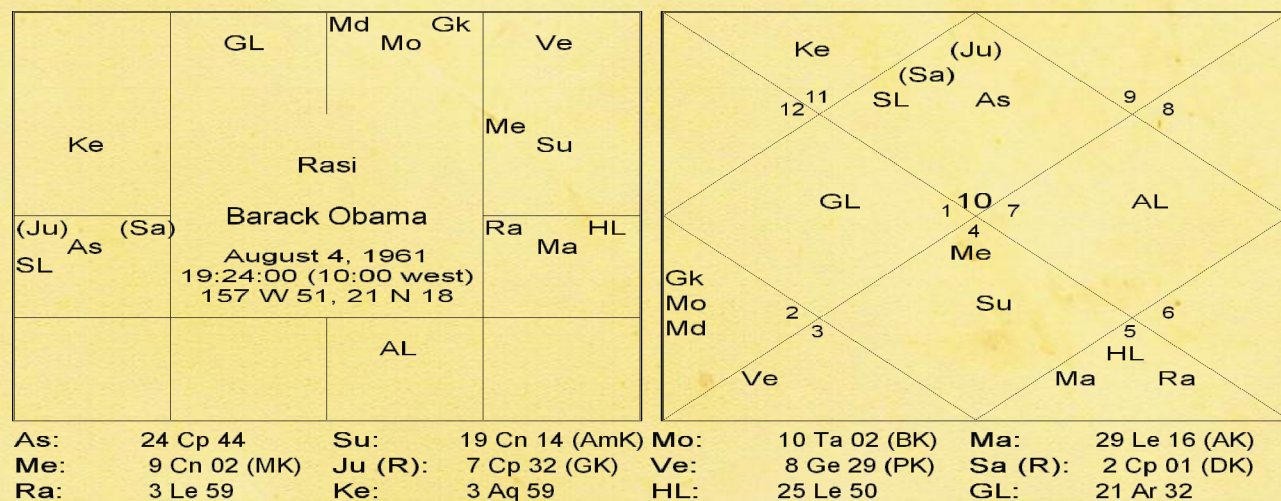 GL
Md Gk
Mo
Ve
Ke
Me
Su
Rasi
Barack Obama
August 4, 1961
19:24:00 (10:00 west)
157 W 51, 21 N 18
(Ju) (Sa)
As
SL
Ra HL
Ma
AL
Ke
(Ju)
(Sa)
SL As
12 11
9 8
GL
1 10 7
4
AL
Me
Gk
Mo
Md
Su
2
3
6
5
HL
Ve
Ma Ra
As: 24 Cp 44 Su: 19 Cn 14 (AmK) Mo: 10 Ta 02 (BK) Ma: 29 Le 16 (AK)
Me: 9 Cn 02 (MK) Ju (R): 7 Cp 32 (GK) Ve: 8 Ge 29 (PK) Sa (R): 2 Cp 01 (DK)
Ra: 3 Le 59 Ke: 3 Aq 59 HL: 25 Le 50 GL: 21 Ar 32